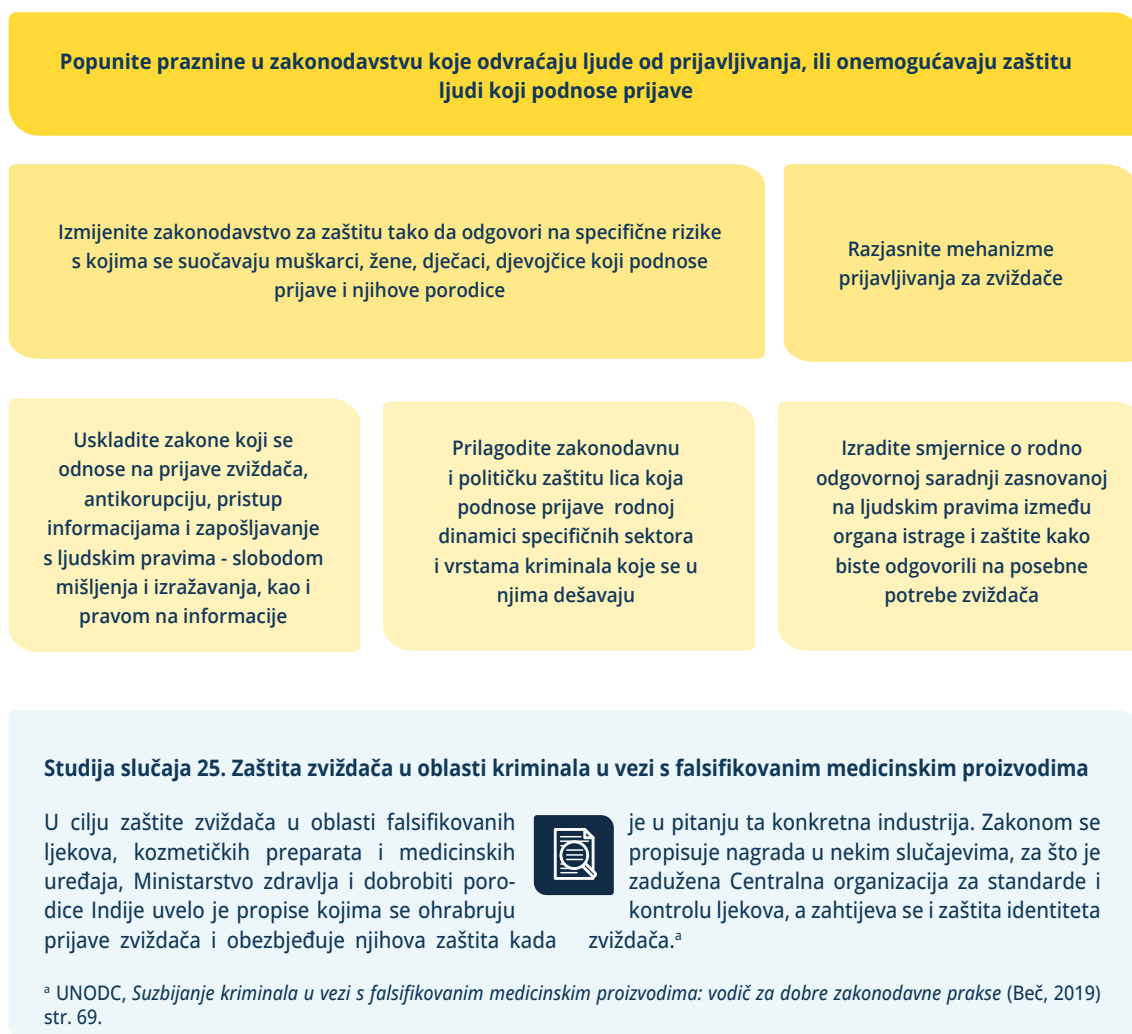 Popunite praznine u zakonodavstvu koje odvraćaju ljude od prijavljivanja, ili onemogućavaju zaštitu
ljudi koji podnose prijave
Izmijenite zakonodavstvo za zaštitu tako da odgovori na specifične rizike
s kojima se suočavaju muškarci, žene, dječaci, djevojčice koji podnose
prijave i njihove porodice
Razjasnite mehanizme
prijavljivanja za zviždače
Uskladite zakone koji se
odnose na prijave zviždača,
antikorupciju, pristup
informacijama i zapošljavanje
s ljudskim pravima - slobodom
mišljenja i izražavanja, kao i
pravom na informacije
Prilagodite zakonodavnu
i političku zaštitu lica koja
podnose prijave rodnoj
dinamici specifičnih sektora
i vrstama kriminala koje se u
njima dešavaju
Izradite smjernice o rodno
odgovornoj saradnji zasnovanoj
na ljudskim pravima između
organa istrage i zaštite kako
biste odgovorili na posebne
potrebe zviždača
Studija slučaja 25. Zaštita zviždača u oblasti kriminala u vezi s falsifikovanim medicinskim proizvodima
U cilju zaštite zviždača u oblasti falsifikovanih
ljekova, kozmetičkih preparata i medicinskih
uređaja, Ministarstvo zdravlja i dobrobiti poro-
dice Indije uvelo je propise kojima se ohrabruju
prijave zviždača i obezbjeđuje njihova zaštita kada
je u pitanju ta konkretna industrija. Zakonom se
propisuje nagrada u nekim slučajevima, za što je
zadužena Centralna organizacija za standarde i
kontrolu ljekova, a zahtijeva se i zaštita identiteta
zviždača.ᵃ
ᵃ UNODC, Suzbijanje kriminala u vezi s falsifikovanim medicinskim proizvodima: vodič za dobre zakonodavne prakse (Beč, 2019)
str. 69.